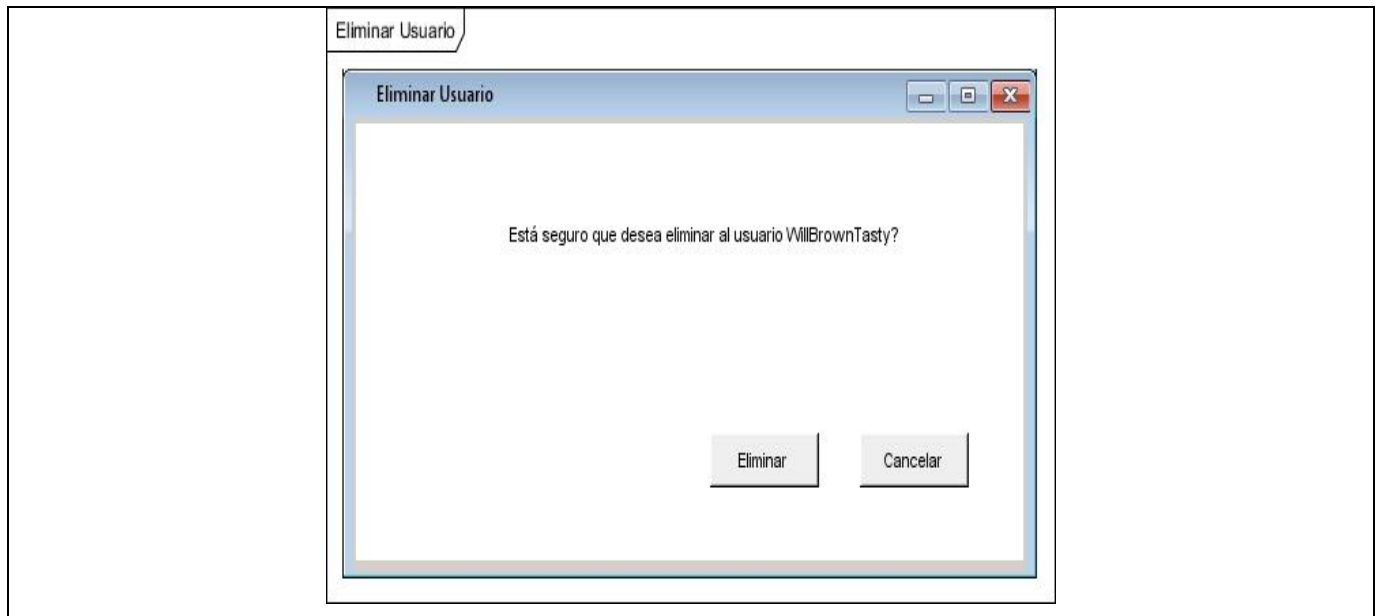 Eliminar Usuario
Eliminar Usuario
Está seguro que desea eliminar al usuario WillBrownTasty?
Eliminar Cancelar